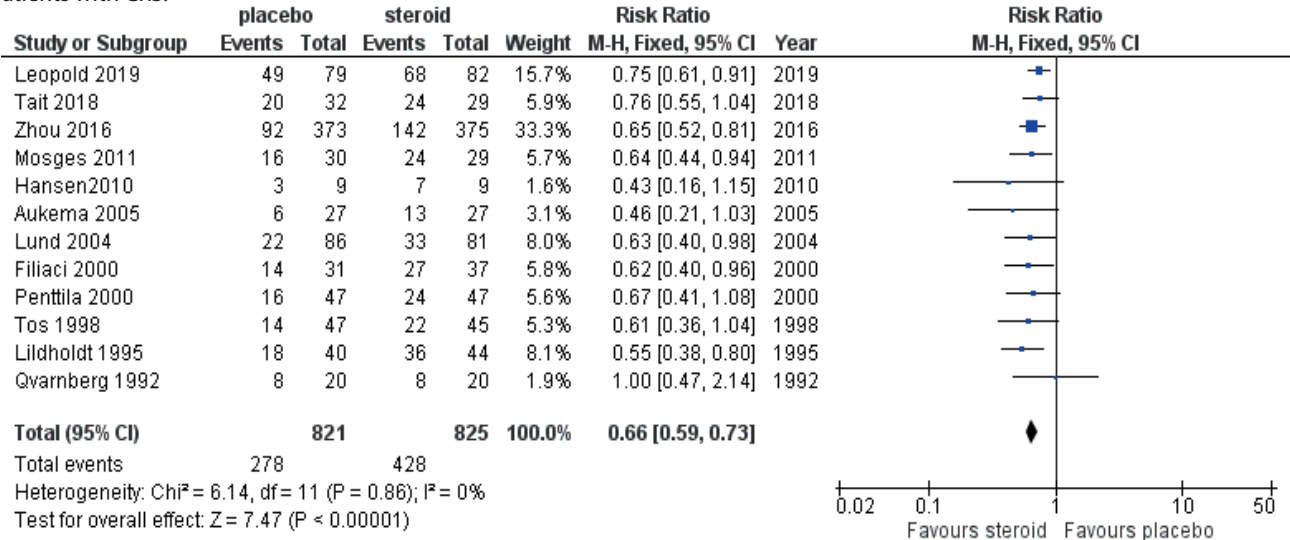 placebo steroid Risk Ratio Risk Ratio
Study or Subgroup Events Total Events Total Weight M-H, Fixed, 95% CI Year M-H, Fixed, 95% CI
Leopold 2019 49 79 68 82 15.7% 0.75 [0.61, 0.91] 2019
Tait 2018 20 32 24 29 5.9% 0.76 [0.55, 1.04] 2018
Zhou 2016 92 373 142 375 33.3% 0.65 [0.52, 0.81] 2016
Mosges 2011 16 30 24 29 5.7% 0.64 [0.44, 0.94] 2011
Hansen2010 3 9 7 9 1.6% 0.43 [0.16, 1.15] 2010
Aukema 2005 6 27 13 27 3.1% 0.46 [0.21, 1.03] 2005
Lund 2004 22 86 33 81 8.0% 0.63 [0.40, 0.98] 2004
Filiaci 2000 14 31 27 37 5.8% 0.62 [0.40, 0.96] 2000
Penttila 2000 16 47 24 47 5.6% 0.67 [0.41, 1.08] 2000
Tos 1998 14 47 22 45 5.3% 0.61 [0.36, 1.04] 1998
Lildholdt 1995 18 40 36 44 8.1% 0.55 [0.38, 0.80] 1995
Qvarnberg 1992 8 20 8 20 1.9% 1.00 [0.47, 2.14] 1992
Total (95% CI) 821 825 100.0% 0.66 [0.59, 0.73]
Total events 278 428
Heterogeneity: Chi² = 6.14, df = 11 (P = 0.86); I² = 0%
Test for overall effect: Z = 7.47 (P < 0.00001)
0.02 0.1 1 10 50
Favours steroid Favours placebo